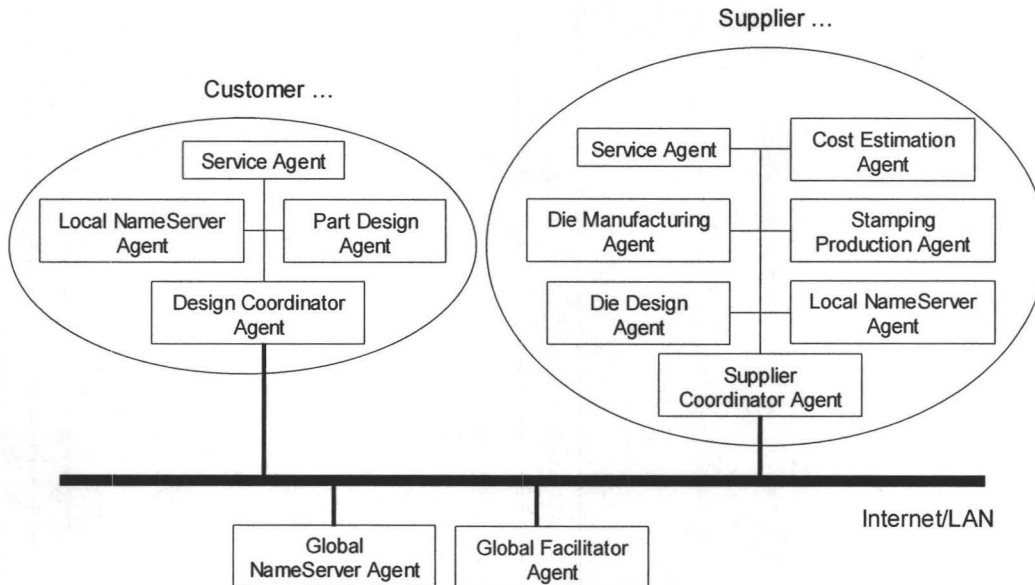 Supplier ...
Customer ...
Service Agent
Local NameServer
Agent
Part Design
Agent
Design Coordinator
Agent
Service Agent
Cost Estimation
Agent
Die Manufacturing
Agent
Stamping
Production Agent
Die Design
Agent
Local NameServer
Agent
Supplier
Coordinator Agent
Internet/LAN
Global
NameServer Agent
Global Facilitator
Agent